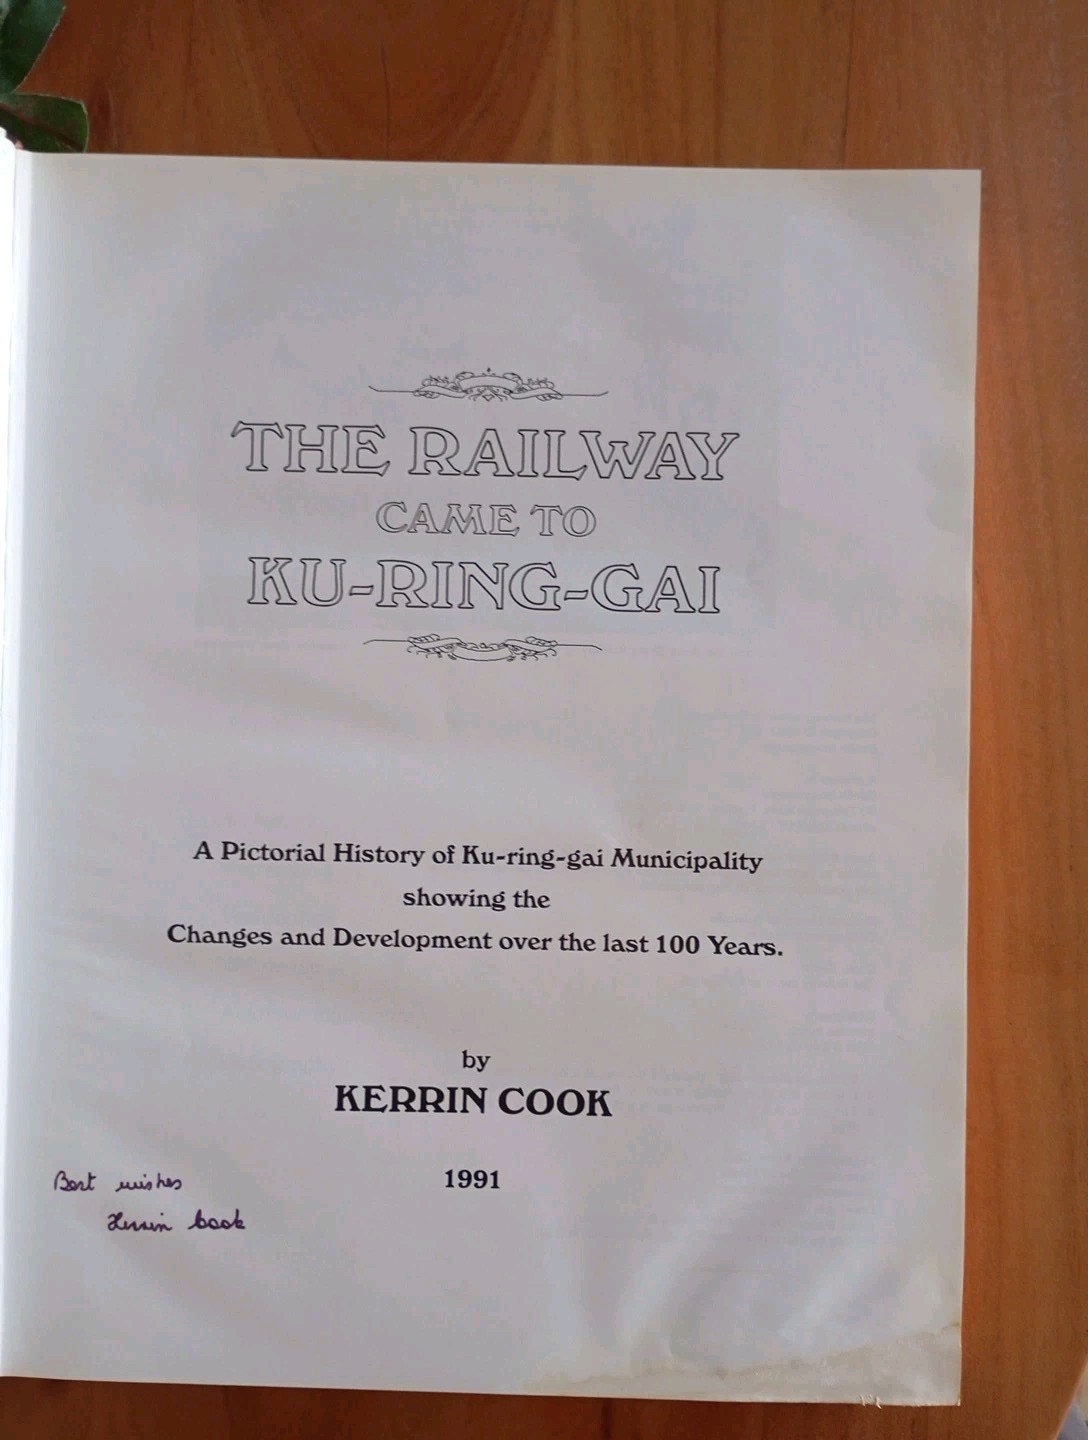 THE RAILWAY
CAME TO
KU-RING-GAI
A Pictorial History of Ku-ring-gai Municipality
showing the
Changes and Development over the last 100 Years.
by
KERRIN COOK
1991
Best wishes
Kerrin Cook